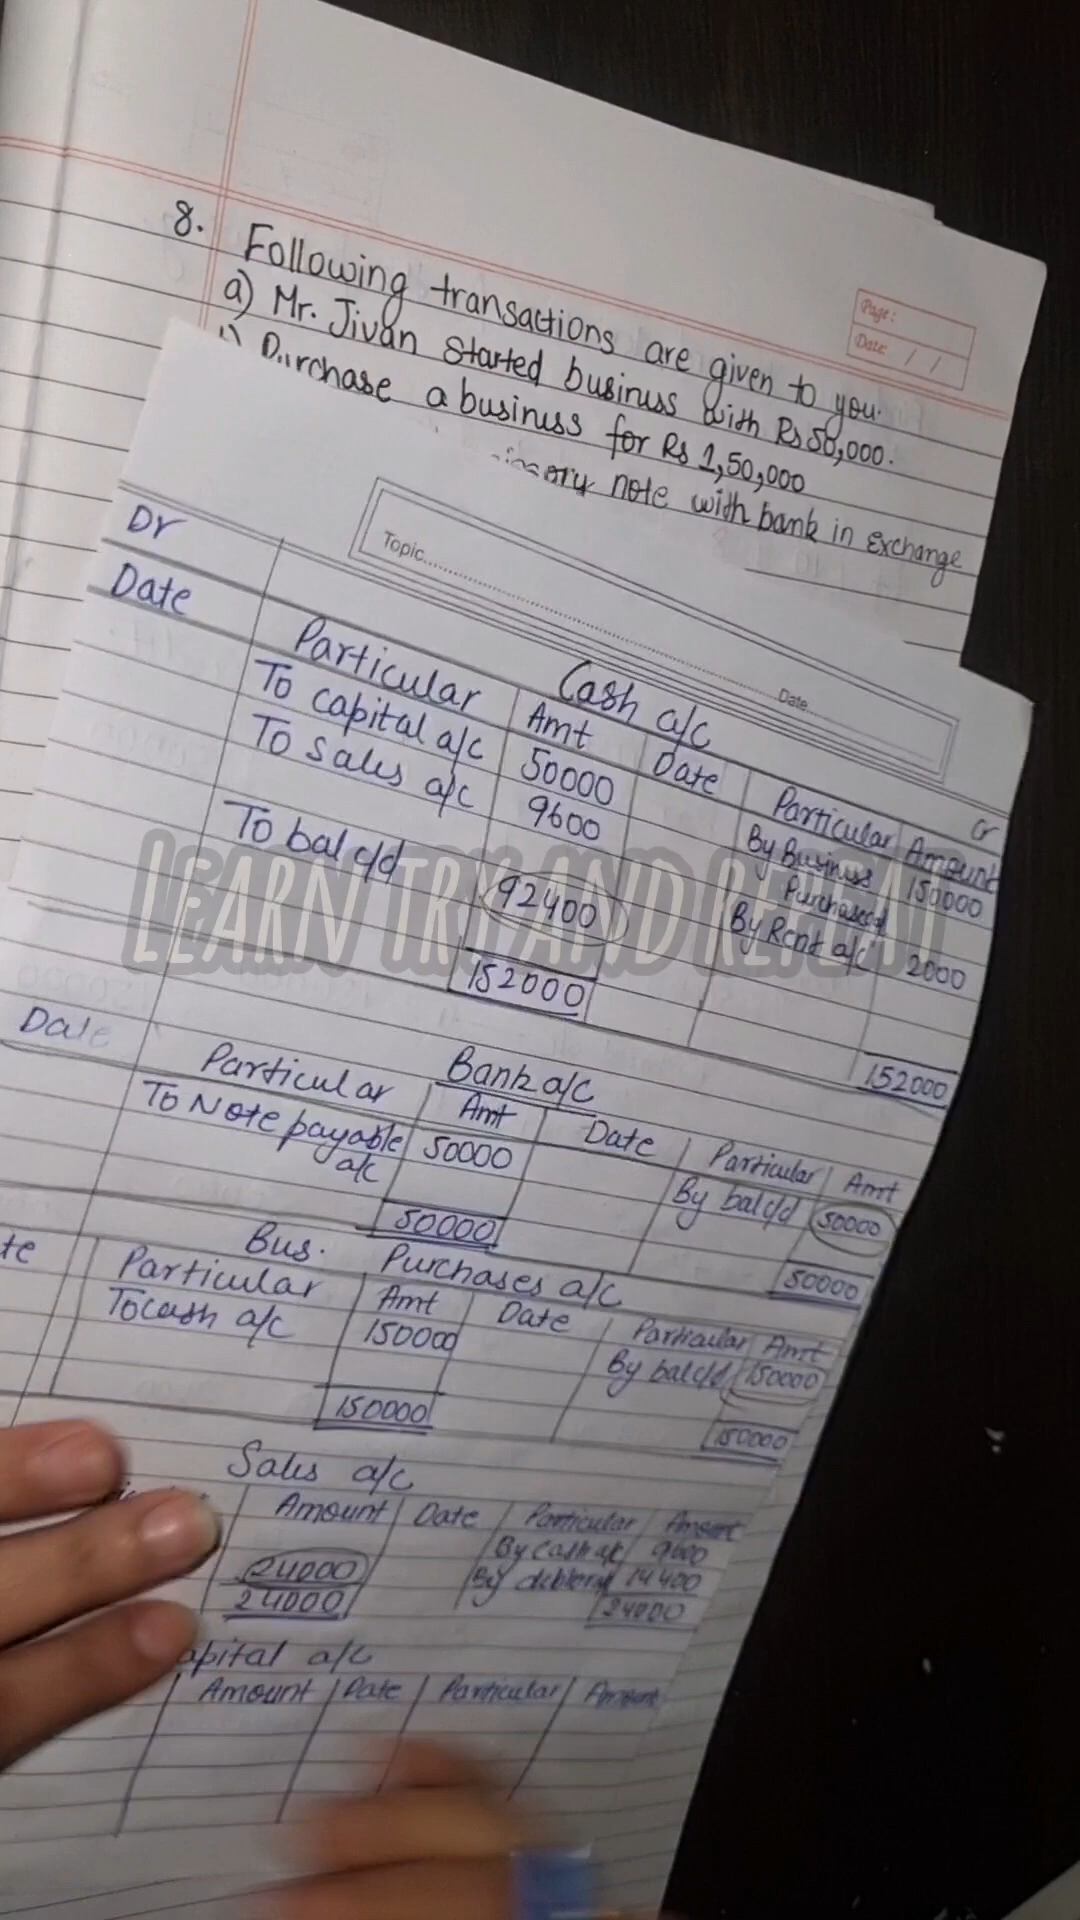 8. Following transactions are given to you.
a) Mr. Jivan started business with Rs 50,000.
Purchase a business for Rs 1,50,000
note with bank in exchange
Page:
Date: / /
Topic
Date
Dr Cash a/c Cr
Date Particular Amt Date Particular Amount
To capital a/c 50000 By Business Purchased 150000
To sales a/c 9600 By Rent a/c 2000
To bal c/d 92400
152000 152000
LEARN TRY AND REPEAT
Bank a/c
Date Particular Amt Date Particular Amt
To Note payable a/c 50000 By bal c/d 50000
50000 50000
Bus. Purchases a/c
te Particular Amt Date Particular Amt
To cash a/c 150000 By bal c/d 150000
150000 150000
Sales a/c
Amount Date Particular Amount
By cash a/c 9600
24000 By debtors 14400
24000 24000
apital a/c
Amount Date Particular Amount